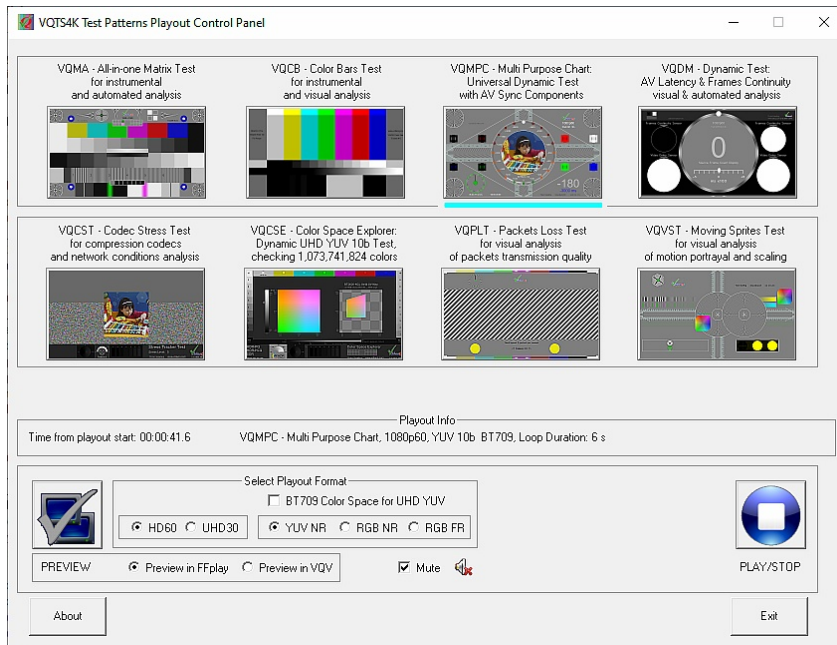 VQTS4K Test Patterns Playout Control Panel
VQMA - All-in-one Matrix Test
for instrumental
and automated analysis
VQCB - Color Bars Test
for instrumental
and visual analysis
VQMPC - Multi Purpose Chart:
Universal Dynamic Test
with AV Sync Components
VQDM - Dynamic Test:
AV Latency & Frames Continuity
visual & automated analysis
0
-180
VQCST - Codec Stress Test
for compression codecs
and network conditions analysis
VQCSE - Color Space Explorer:
Dynamic UHD YUV 10b Test,
checking 1,073,741,824 colors
VQPLT - Packets Loss Test
for visual analysis
of packets transmission quality
VQVST - Moving Sprites Test
for visual analysis
of motion portrayal and scaling
Playout Info
Time from playout start: 00:00:41.6
VQMPC - Multi Purpose Chart, 1080p60, YUV 10b BT709, Loop Duration: 6 s
Select Playout Format
BT709 Color Space for UHD YUV
HD60 UHD30 YUV NR RGB NR RGB FR
PREVIEW
Preview in FFplay Preview in VQV
Mute
PLAY/STOP
About
Exit